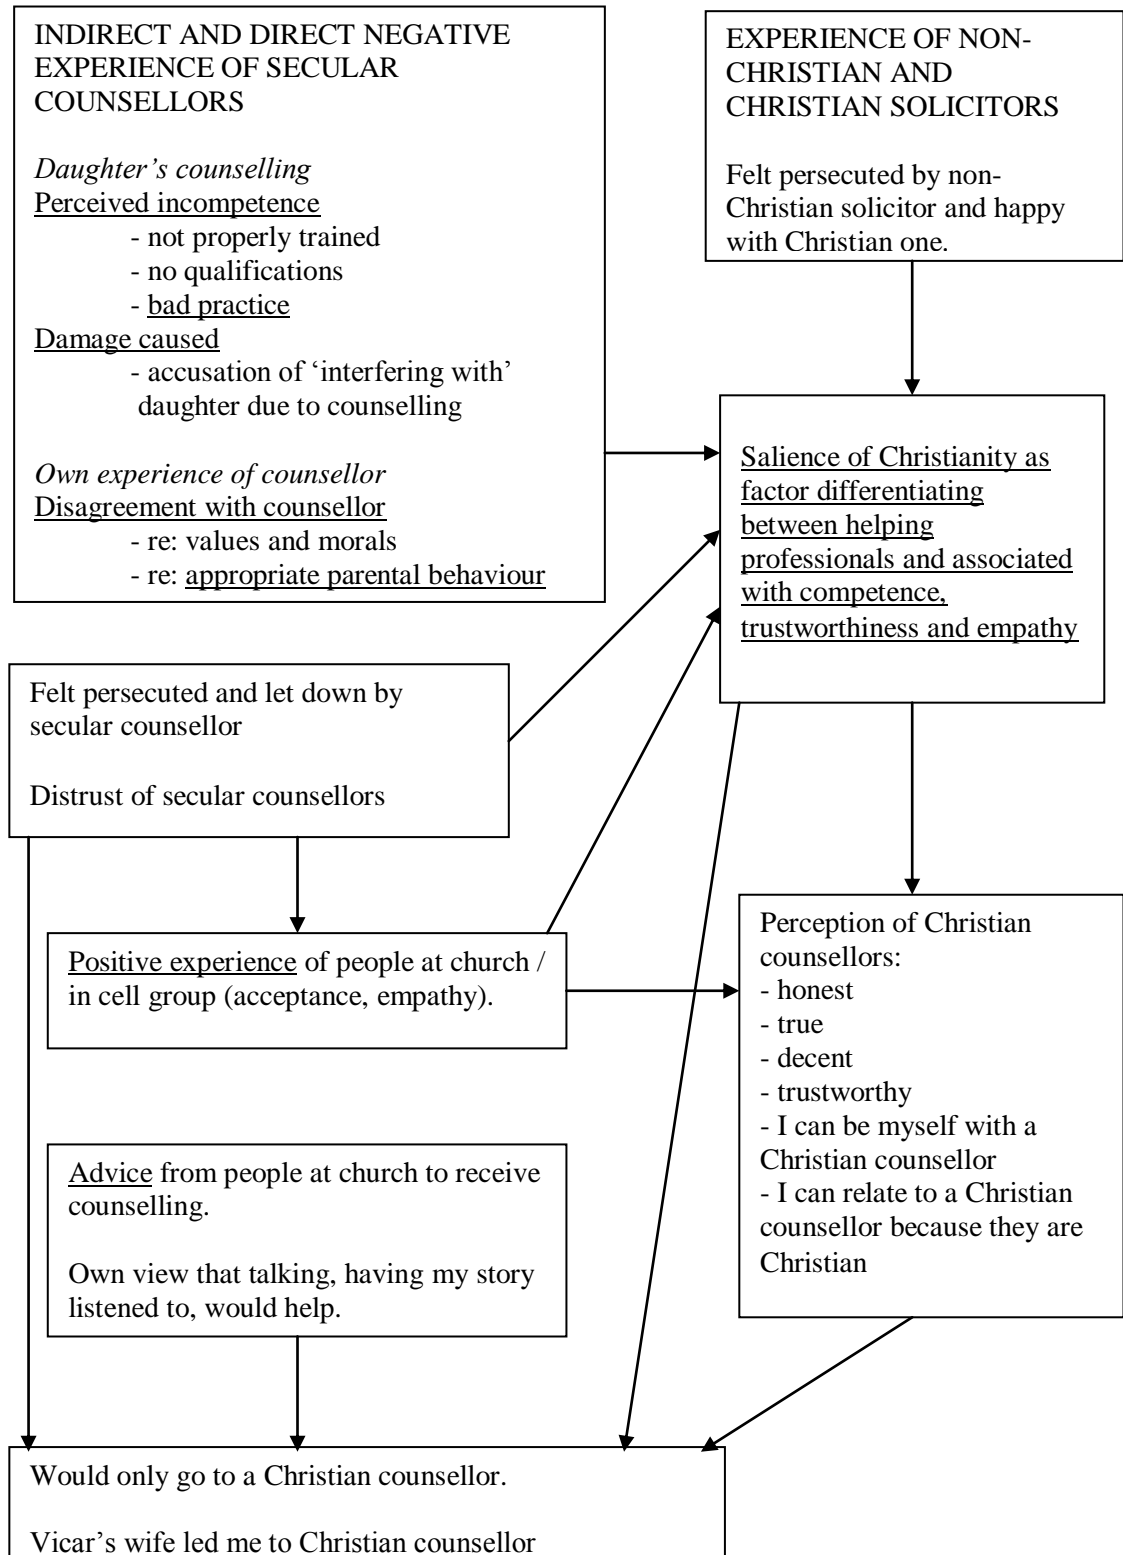 INDIRECT AND DIRECT NEGATIVE
EXPERIENCE OF SECULAR
COUNSELLORS
Daughter’s counselling
Perceived incompetence
- not properly trained
- no qualifications
- bad practice
Damage caused
- accusation of ‘interfering with’
daughter due to counselling
Own experience of counsellor
Disagreement with counsellor
- re: values and morals
- re: appropriate parental behaviour
EXPERIENCE OF NON-
CHRISTIAN AND
CHRISTIAN SOLICITORS
Felt persecuted by non-
Christian solicitor and happy
with Christian one.
Salience of Christianity as
factor differentiating
between helping
professionals and associated
with competence,
trustworthiness and empathy
Felt persecuted and let down by
secular counsellor
Distrust of secular counsellors
Positive experience of people at church /
in cell group (acceptance, empathy).
Perception of Christian
counsellors:
- honest
- true
- decent
- trustworthy
- I can be myself with a
Christian counsellor
- I can relate to a Christian
counsellor because they are
Christian
Advice from people at church to receive
counselling.
Own view that talking, having my story
listened to, would help.
Would only go to a Christian counsellor.
Vicar’s wife led me to Christian counsellor